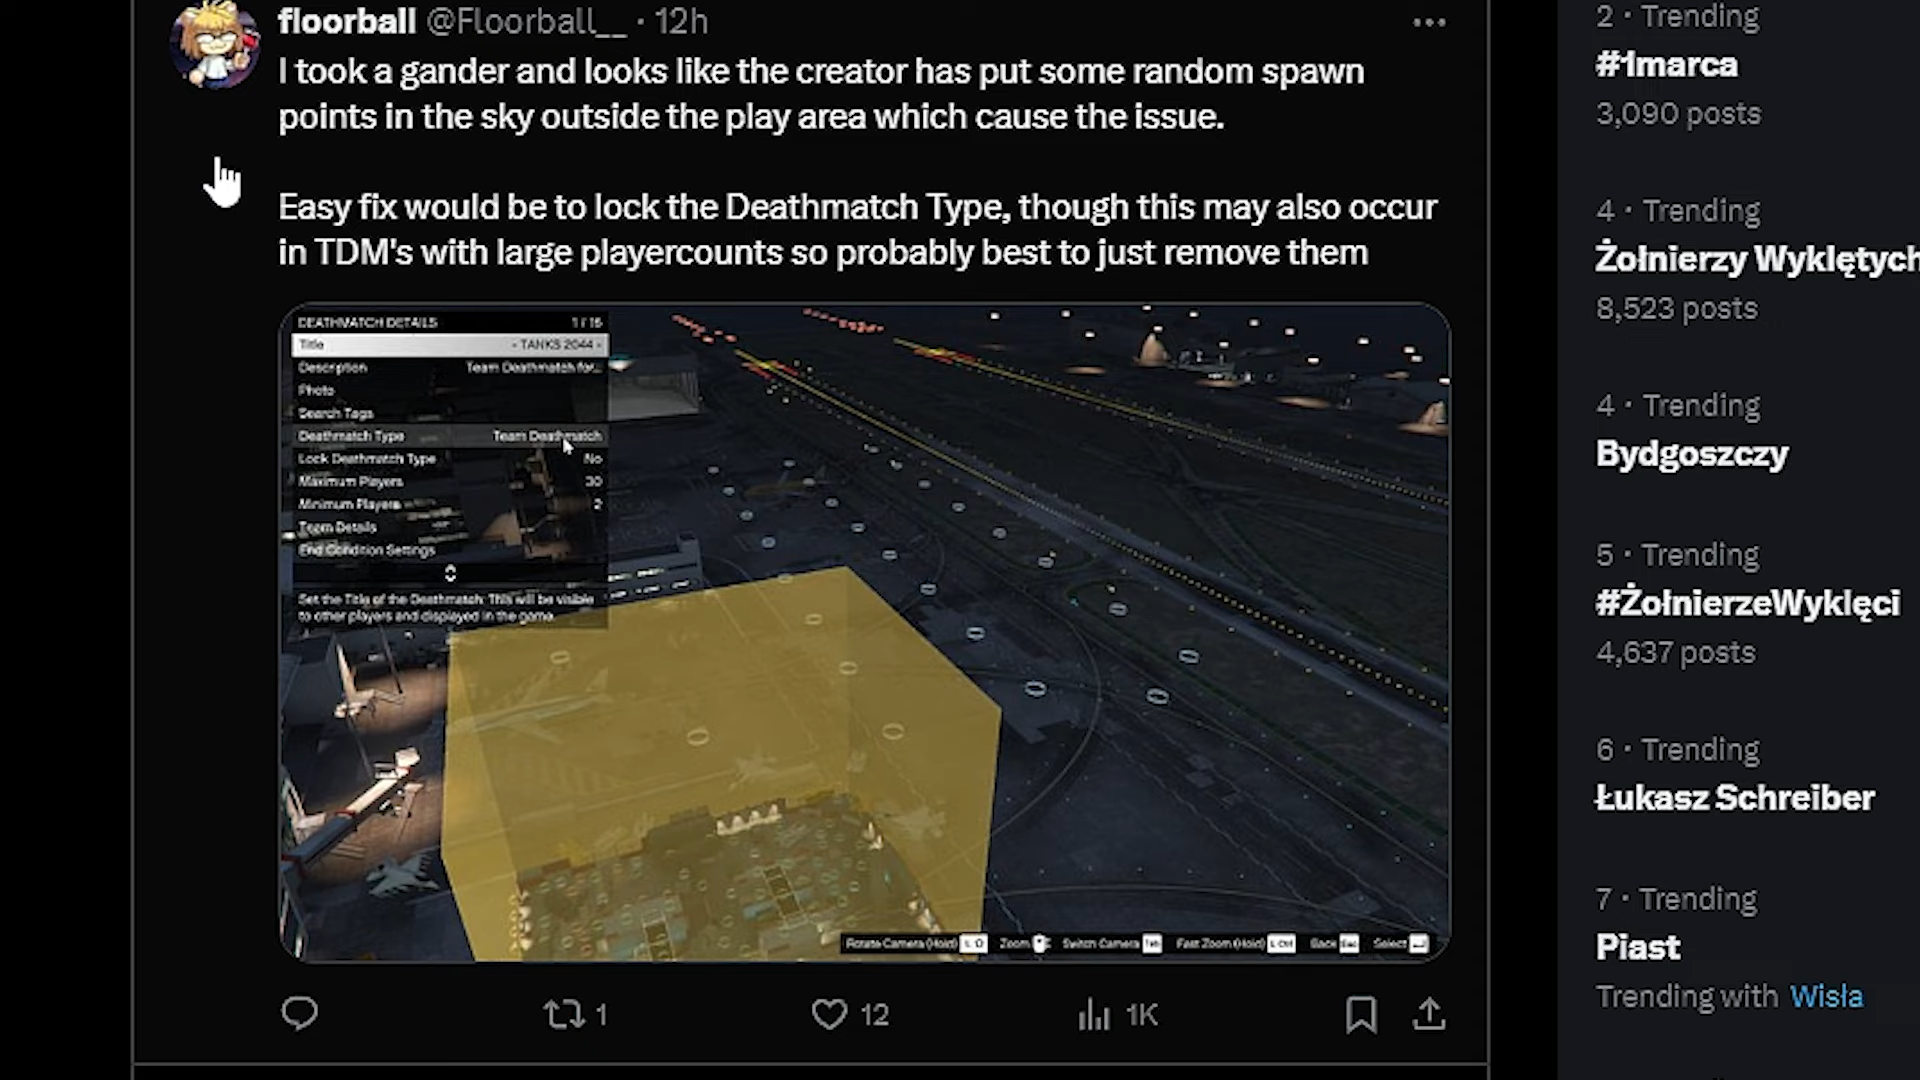 floorball @Floorball__ · 12h
I took a gander and looks like the creator has put some random spawn
points in the sky outside the play area which cause the issue.
Easy fix would be to lock the Deathmatch Type, though this may also occur
in TDM's with large playercounts so probably best to just remove them
DEATHMATCH DETAILS 1 / 15
Title - TANKS 2044 -
Description Team Deathmatch for...
Photo
Search Tags
Deathmatch Type Team Deathmatch
Lock Deathmatch Type No
Maximum Players 30
Minimum Players 2
Team Details
End Condition Settings
Set the Title of the Deathmatch. This will be visible
to other players and displayed in the game.
Rotate Camera (Hold) Zoom Switch Camera Tab Fast Zoom (Hold) L Ctrl Back Esc Select
1 12 1K
2 · Trending
#1marca
3,090 posts
4 · Trending
Żołnierzy Wyklętych
8,523 posts
4 · Trending
Bydgoszczy
5 · Trending
#ŻołnierzeWyklęci
4,637 posts
6 · Trending
Łukasz Schreiber
7 · Trending
Piast
Trending with Wisła